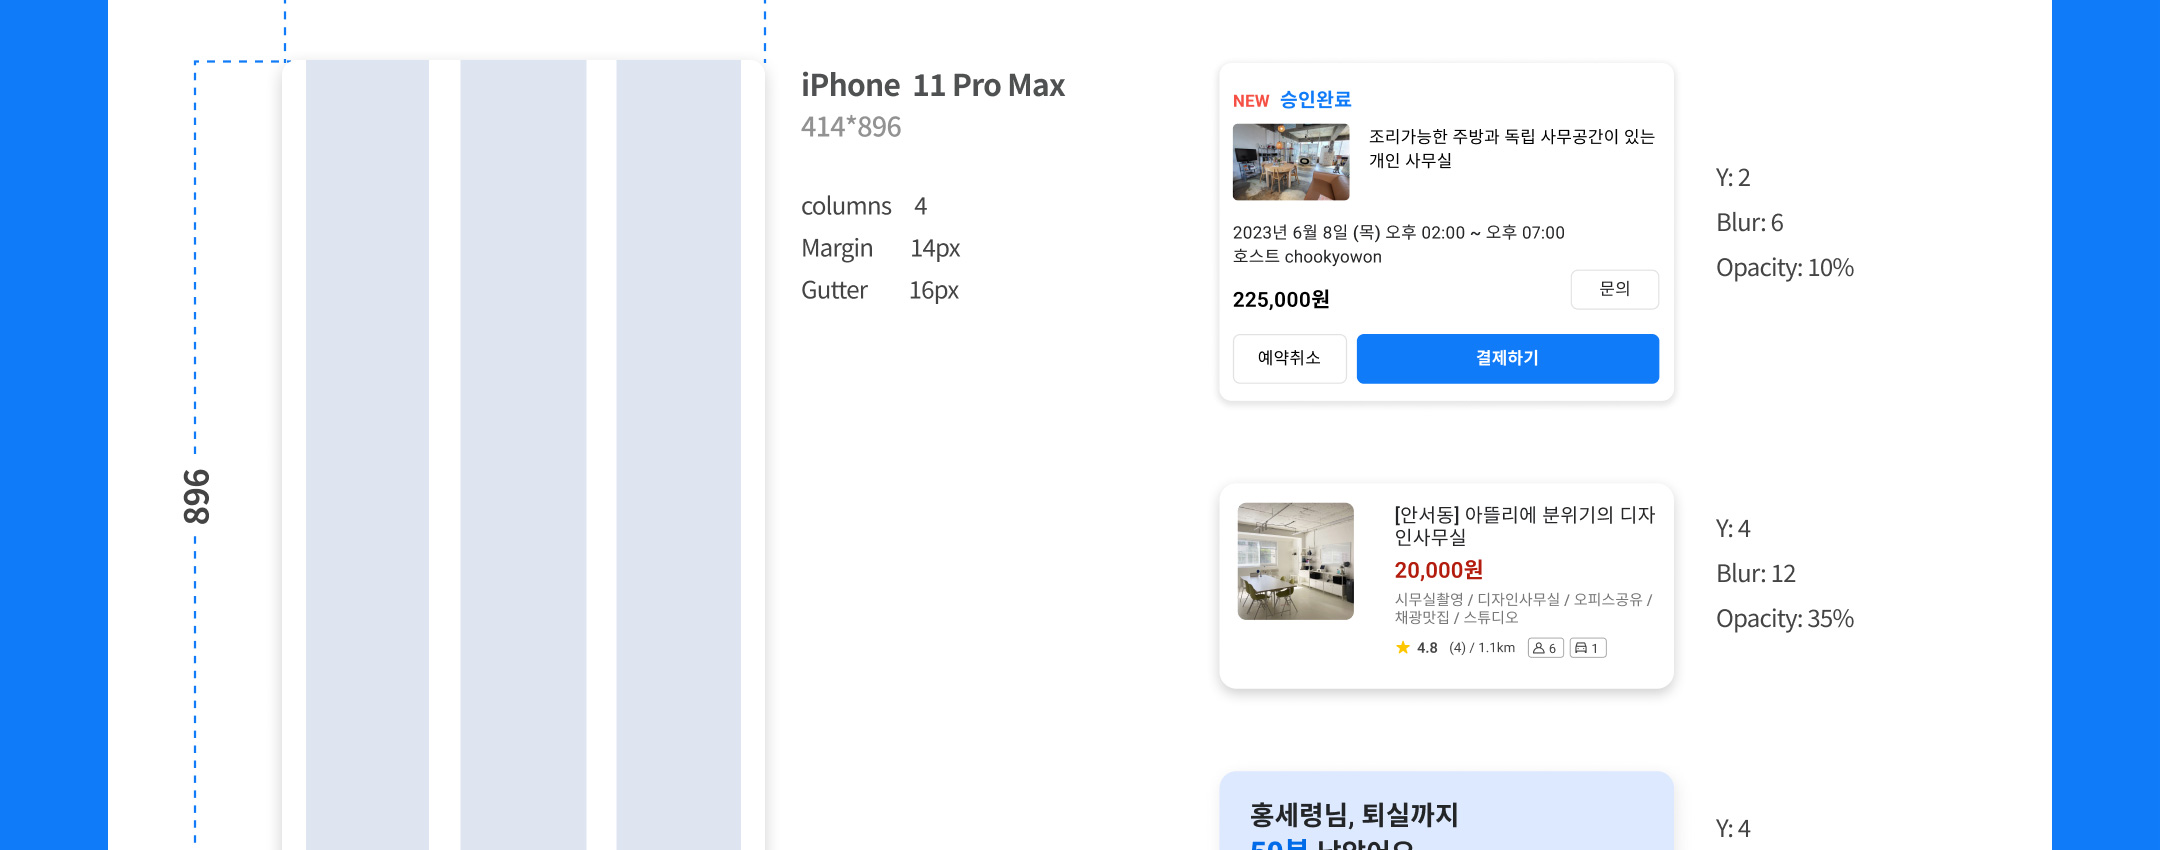 896
iPhone 11 Pro Max
414*896
columns 4
Margin 14px
Gutter 16px
NEW 승인완료
조리가능한 주방과 독립 사무공간이 있는
개인 사무실
2023년 6월 8일 (목) 오후 02:00 ~ 오후 07:00
호스트 chookyowon
225,000원
문의
예약취소
결제하기
Y: 2
Blur: 6
Opacity: 10%
[안서동] 아뜰리에 분위기의 디자
인사무실
20,000원
시무실촬영 / 디자인사무실 / 오피스공유 /
채광맛집 / 스튜디오
4.8 (4) / 1.1km 6 1
Y: 4
Blur: 12
Opacity: 35%
홍세령님, 퇴실까지
Y: 4